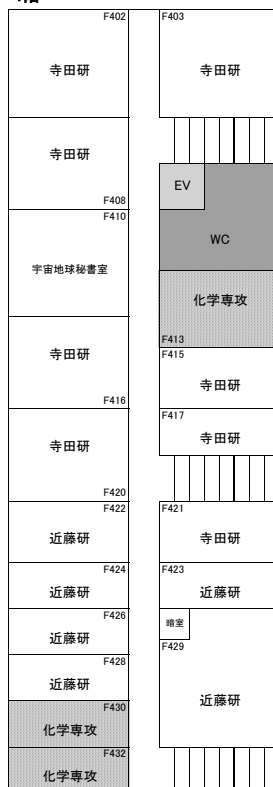 F402
寺田研
寺田研
F408
F410
宇宙地球秘書室
寺田研
F416
寺田研
F420
F422
近藤研
F424
近藤研
F426
近藤研
F428
近藤研
F430
化学専攻
F432
化学専攻
F403
寺田研
EV
WC
化学専攻
F413
F415
寺田研
F417
寺田研
F421
寺田研
F423
近藤研
暗室
F429
近藤研